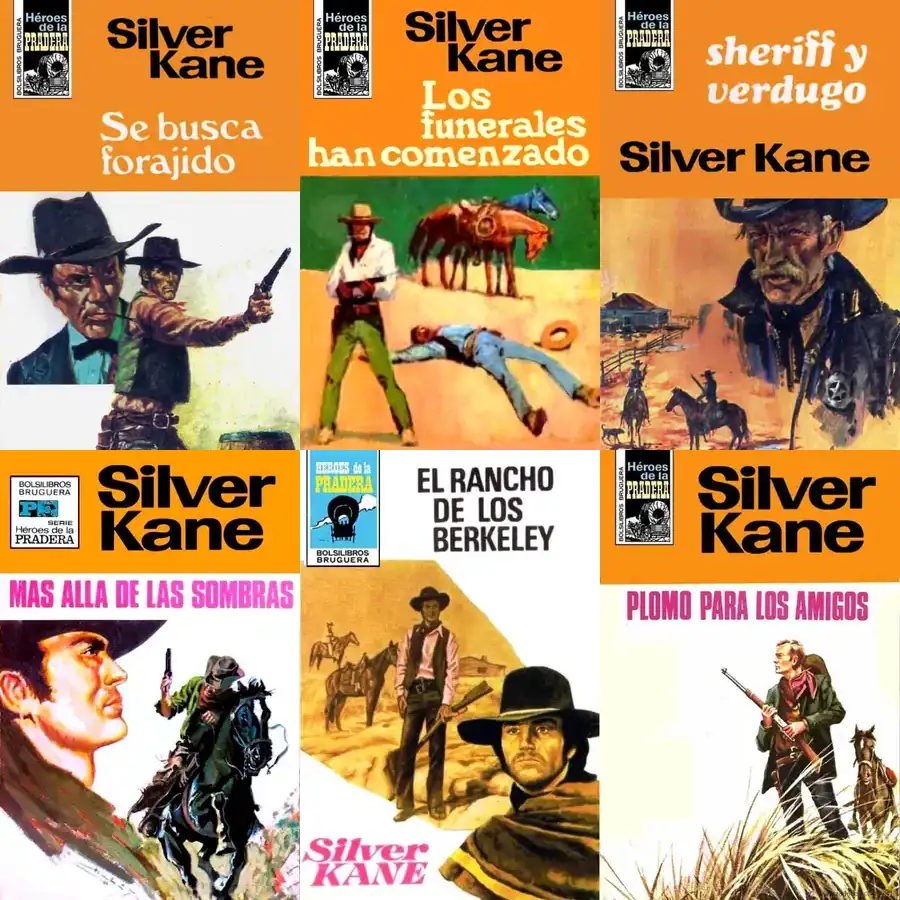 BOLSILIBROS BRUGUERA
Héroes
de la
PRADERA
Silver
Kane
Se busca
forajido
BOLSILIBROS BRUGUERA
Héroes
de la
PRADERA
Silver
Kane
Los
funerales
han comenzado
BOLSILIBROS BRUGUERA
Héroes
de la
PRADERA
sheriff y
verdugo
Silver Kane
BOLSILIBROS
BRUGUERA
SERIE
Héroes de la
PRADERA
Silver
Kane
MAS ALLA DE LAS SOMBRAS
HEROES de la
PRADERA
BOLSILIBROS
BRUGUERA
EL RANCHO
DE LOS
BERKELEY
Silver
KANE
BOLSILIBROS BRUGUERA
Héroes
de la
PRADERA
Silver
Kane
PLOMO PARA LOS AMIGOS